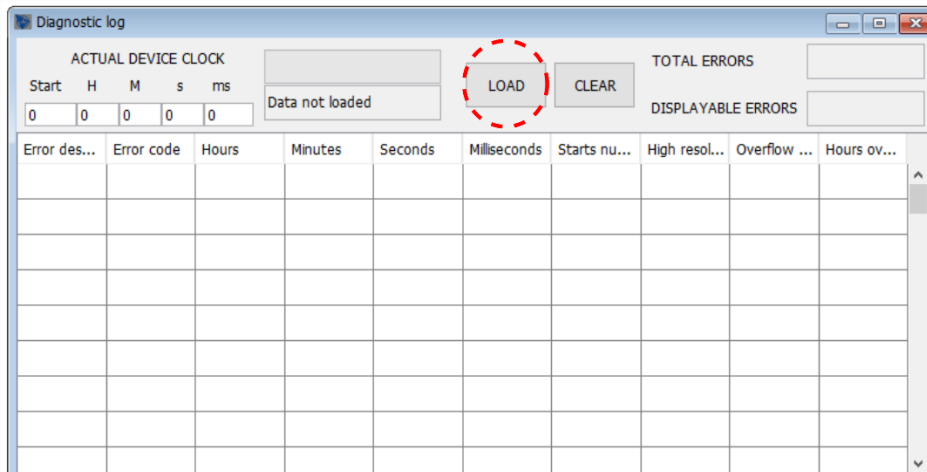 Diagnostic log
ACTUAL DEVICE CLOCK
Start H M s ms
0 0 0 0 0
Data not loaded
LOAD CLEAR
TOTAL ERRORS
DISPLAYABLE ERRORS
Error des... Error code Hours Minutes Seconds Milliseconds Starts nu... High resol... Overflow ... Hours ov...